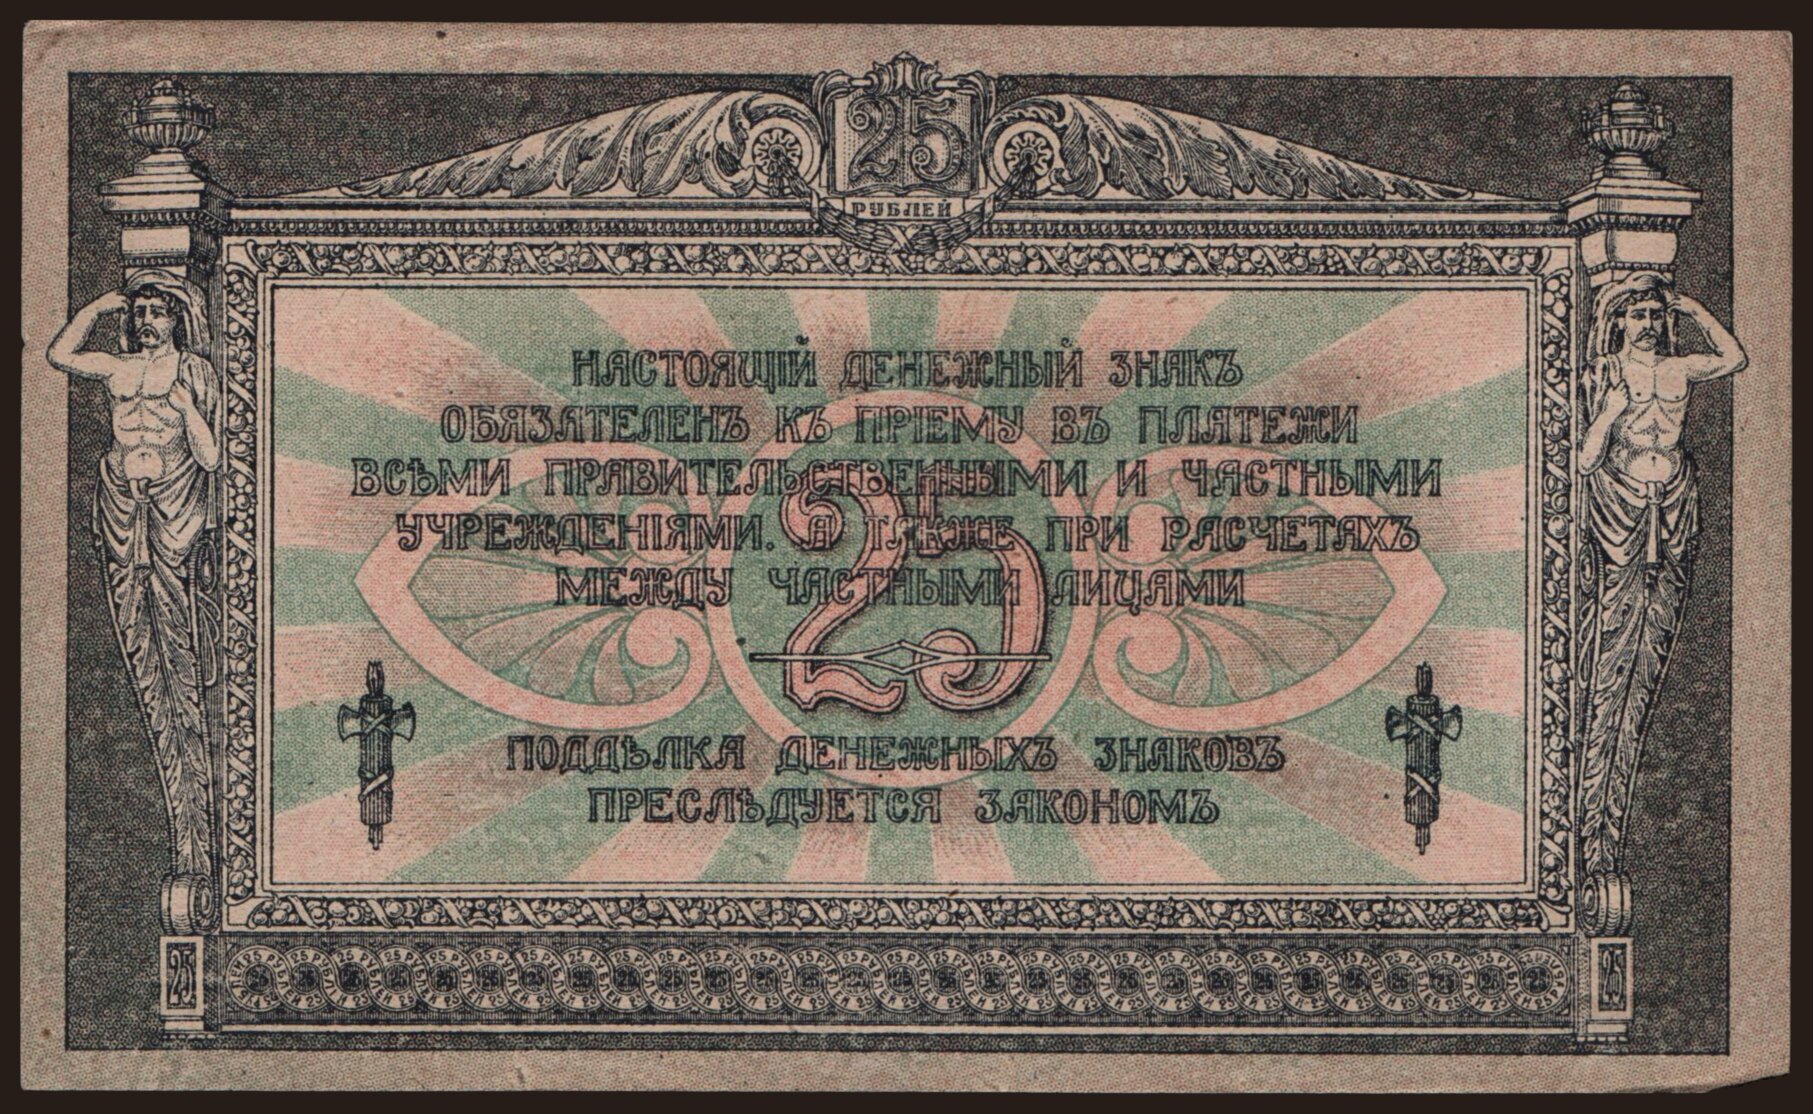 25
РУБЛЕЙ
НАСТОЯЩІЙ ДЕНЕЖНЫЙ ЗНАКЪ
ОБЯЗАТЕЛЕНЪ КЪ ПРІЕМУ ВЪ ПЛАТЕЖИ
ВСѢМИ ПРАВИТЕЛЬСТВЕННЫМИ И ЧАСТНЫМИ
УЧРЕЖДЕНІЯМИ. А ТАКЖЕ ПРИ РАСЧЕТАХЪ
МЕЖДУ ЧАСТНЫМИ ЛИЦАМИ
25
ПОДДѢЛКА ДЕНЕЖНЫХЪ ЗНАКОВЪ
ПРЕСЛѢДУЕТСЯ ЗАКОНОМЪ
25
25